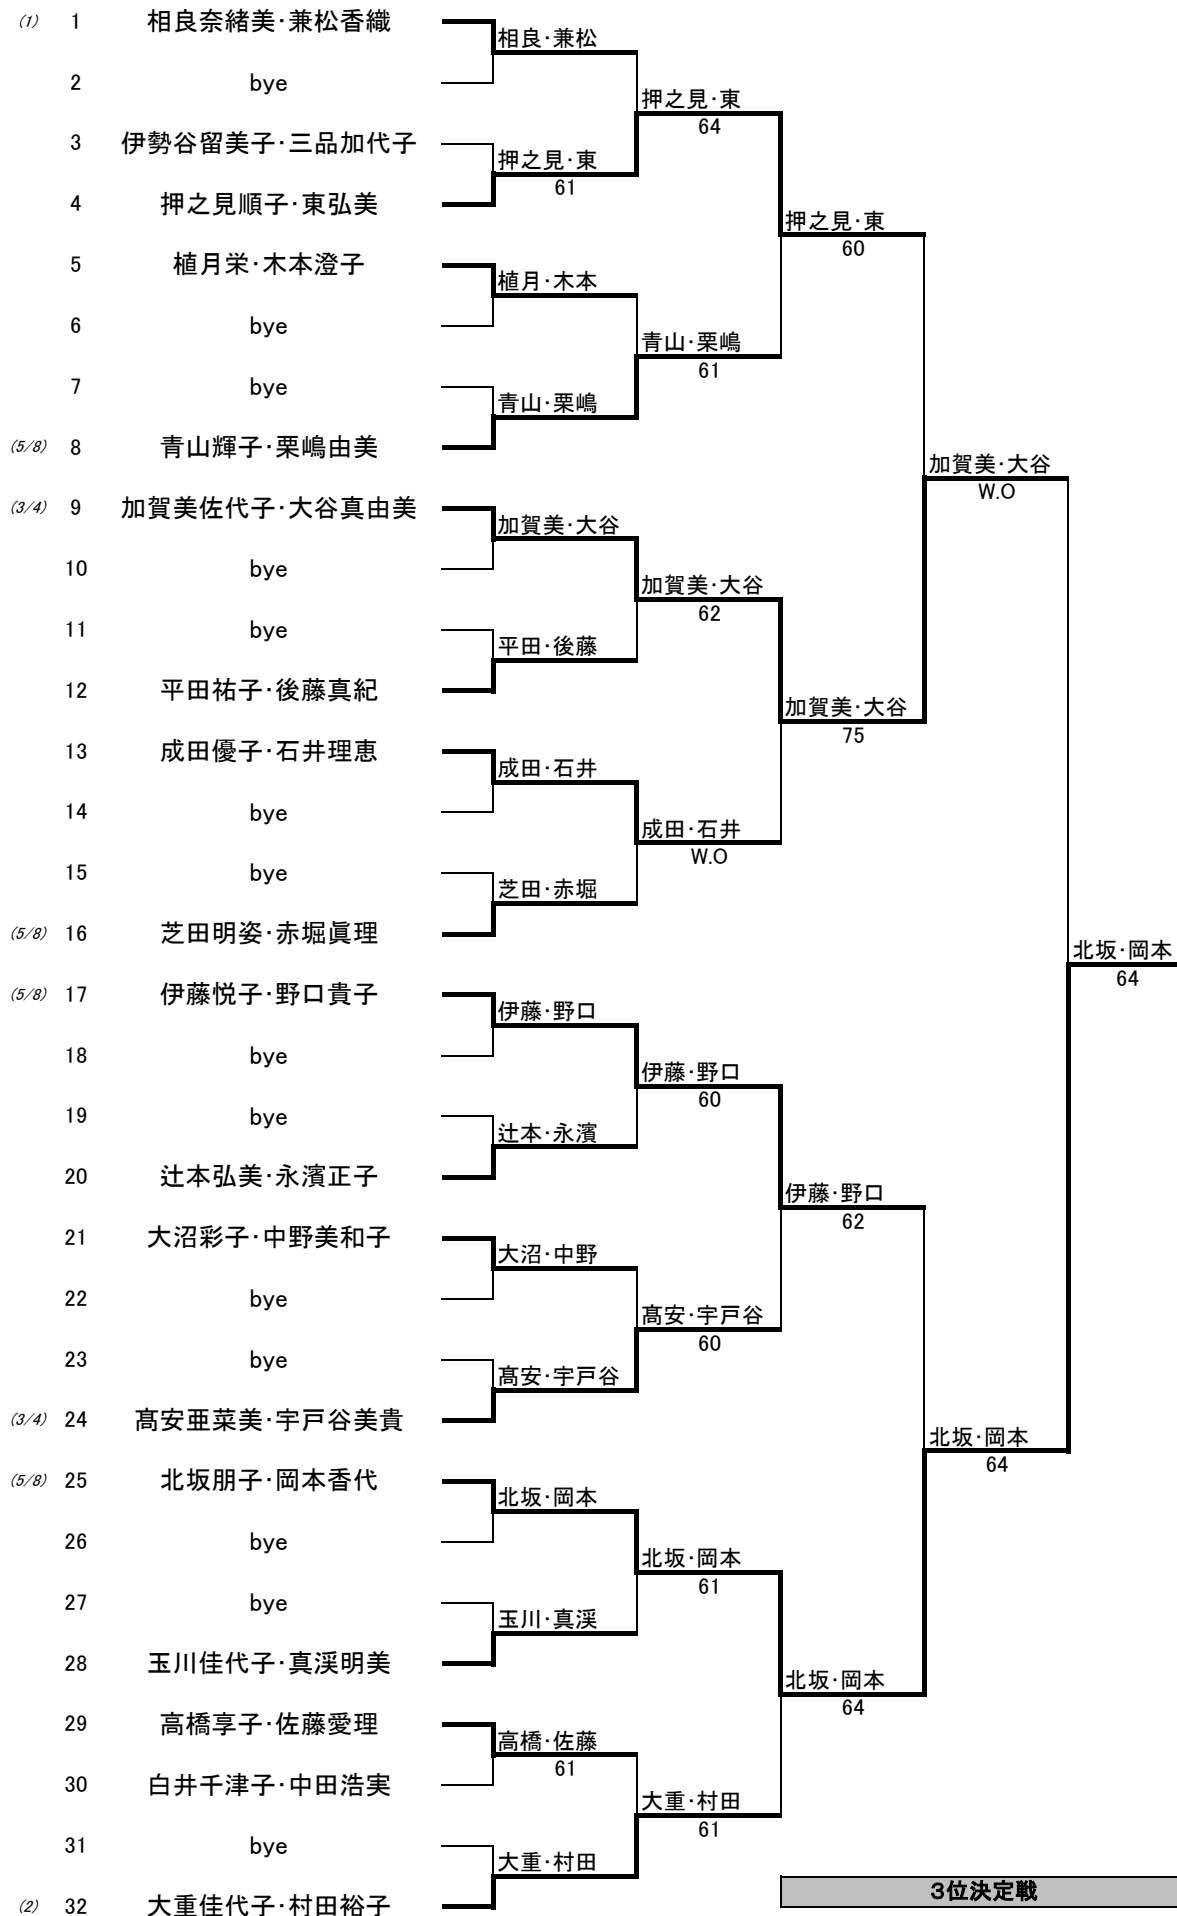 (1) 1 相良奈緒美・兼松香織
相良・兼松
2 bye
押之見・東
64
3 伊勢谷留美子・三品加代子
押之見・東
61
4 押之見順子・東弘美
押之見・東
60
5 植月栄・木本澄子
植月・木本
6 bye
青山・栗嶋
61
7 bye
青山・栗嶋
(5/8) 8 青山輝子・栗嶋由美
加賀美・大谷
W.O
(3/4) 9 加賀美佐代子・大谷真由美
加賀美・大谷
10 bye
加賀美・大谷
62
11 bye
平田・後藤
12 平田祐子・後藤真紀
加賀美・大谷
75
13 成田優子・石井理恵
成田・石井
14 bye
成田・石井
W.O
15 bye
芝田・赤堀
(5/8) 16 芝田明姿・赤堀眞理
北坂・岡本
64
(5/8) 17 伊藤悦子・野口貴子
伊藤・野口
18 bye
伊藤・野口
60
19 bye
辻本・永濱
20 辻本弘美・永濱正子
伊藤・野口
62
21 大沼彩子・中野美和子
大沼・中野
22 bye
髙安・宇戸谷
60
23 bye
髙安・宇戸谷
(3/4) 24 髙安亜菜美・宇戸谷美貴
北坂・岡本
64
(5/8) 25 北坂朋子・岡本香代
北坂・岡本
26 bye
北坂・岡本
61
27 bye
玉川・真渓
28 玉川佳代子・真渓明美
北坂・岡本
64
29 高橋享子・佐藤愛理
高橋・佐藤
61
30 白井千津子・中田浩実
大重・村田
61
31 bye
大重・村田
3位決定戦
(2) 32 大重佳代子・村田裕子